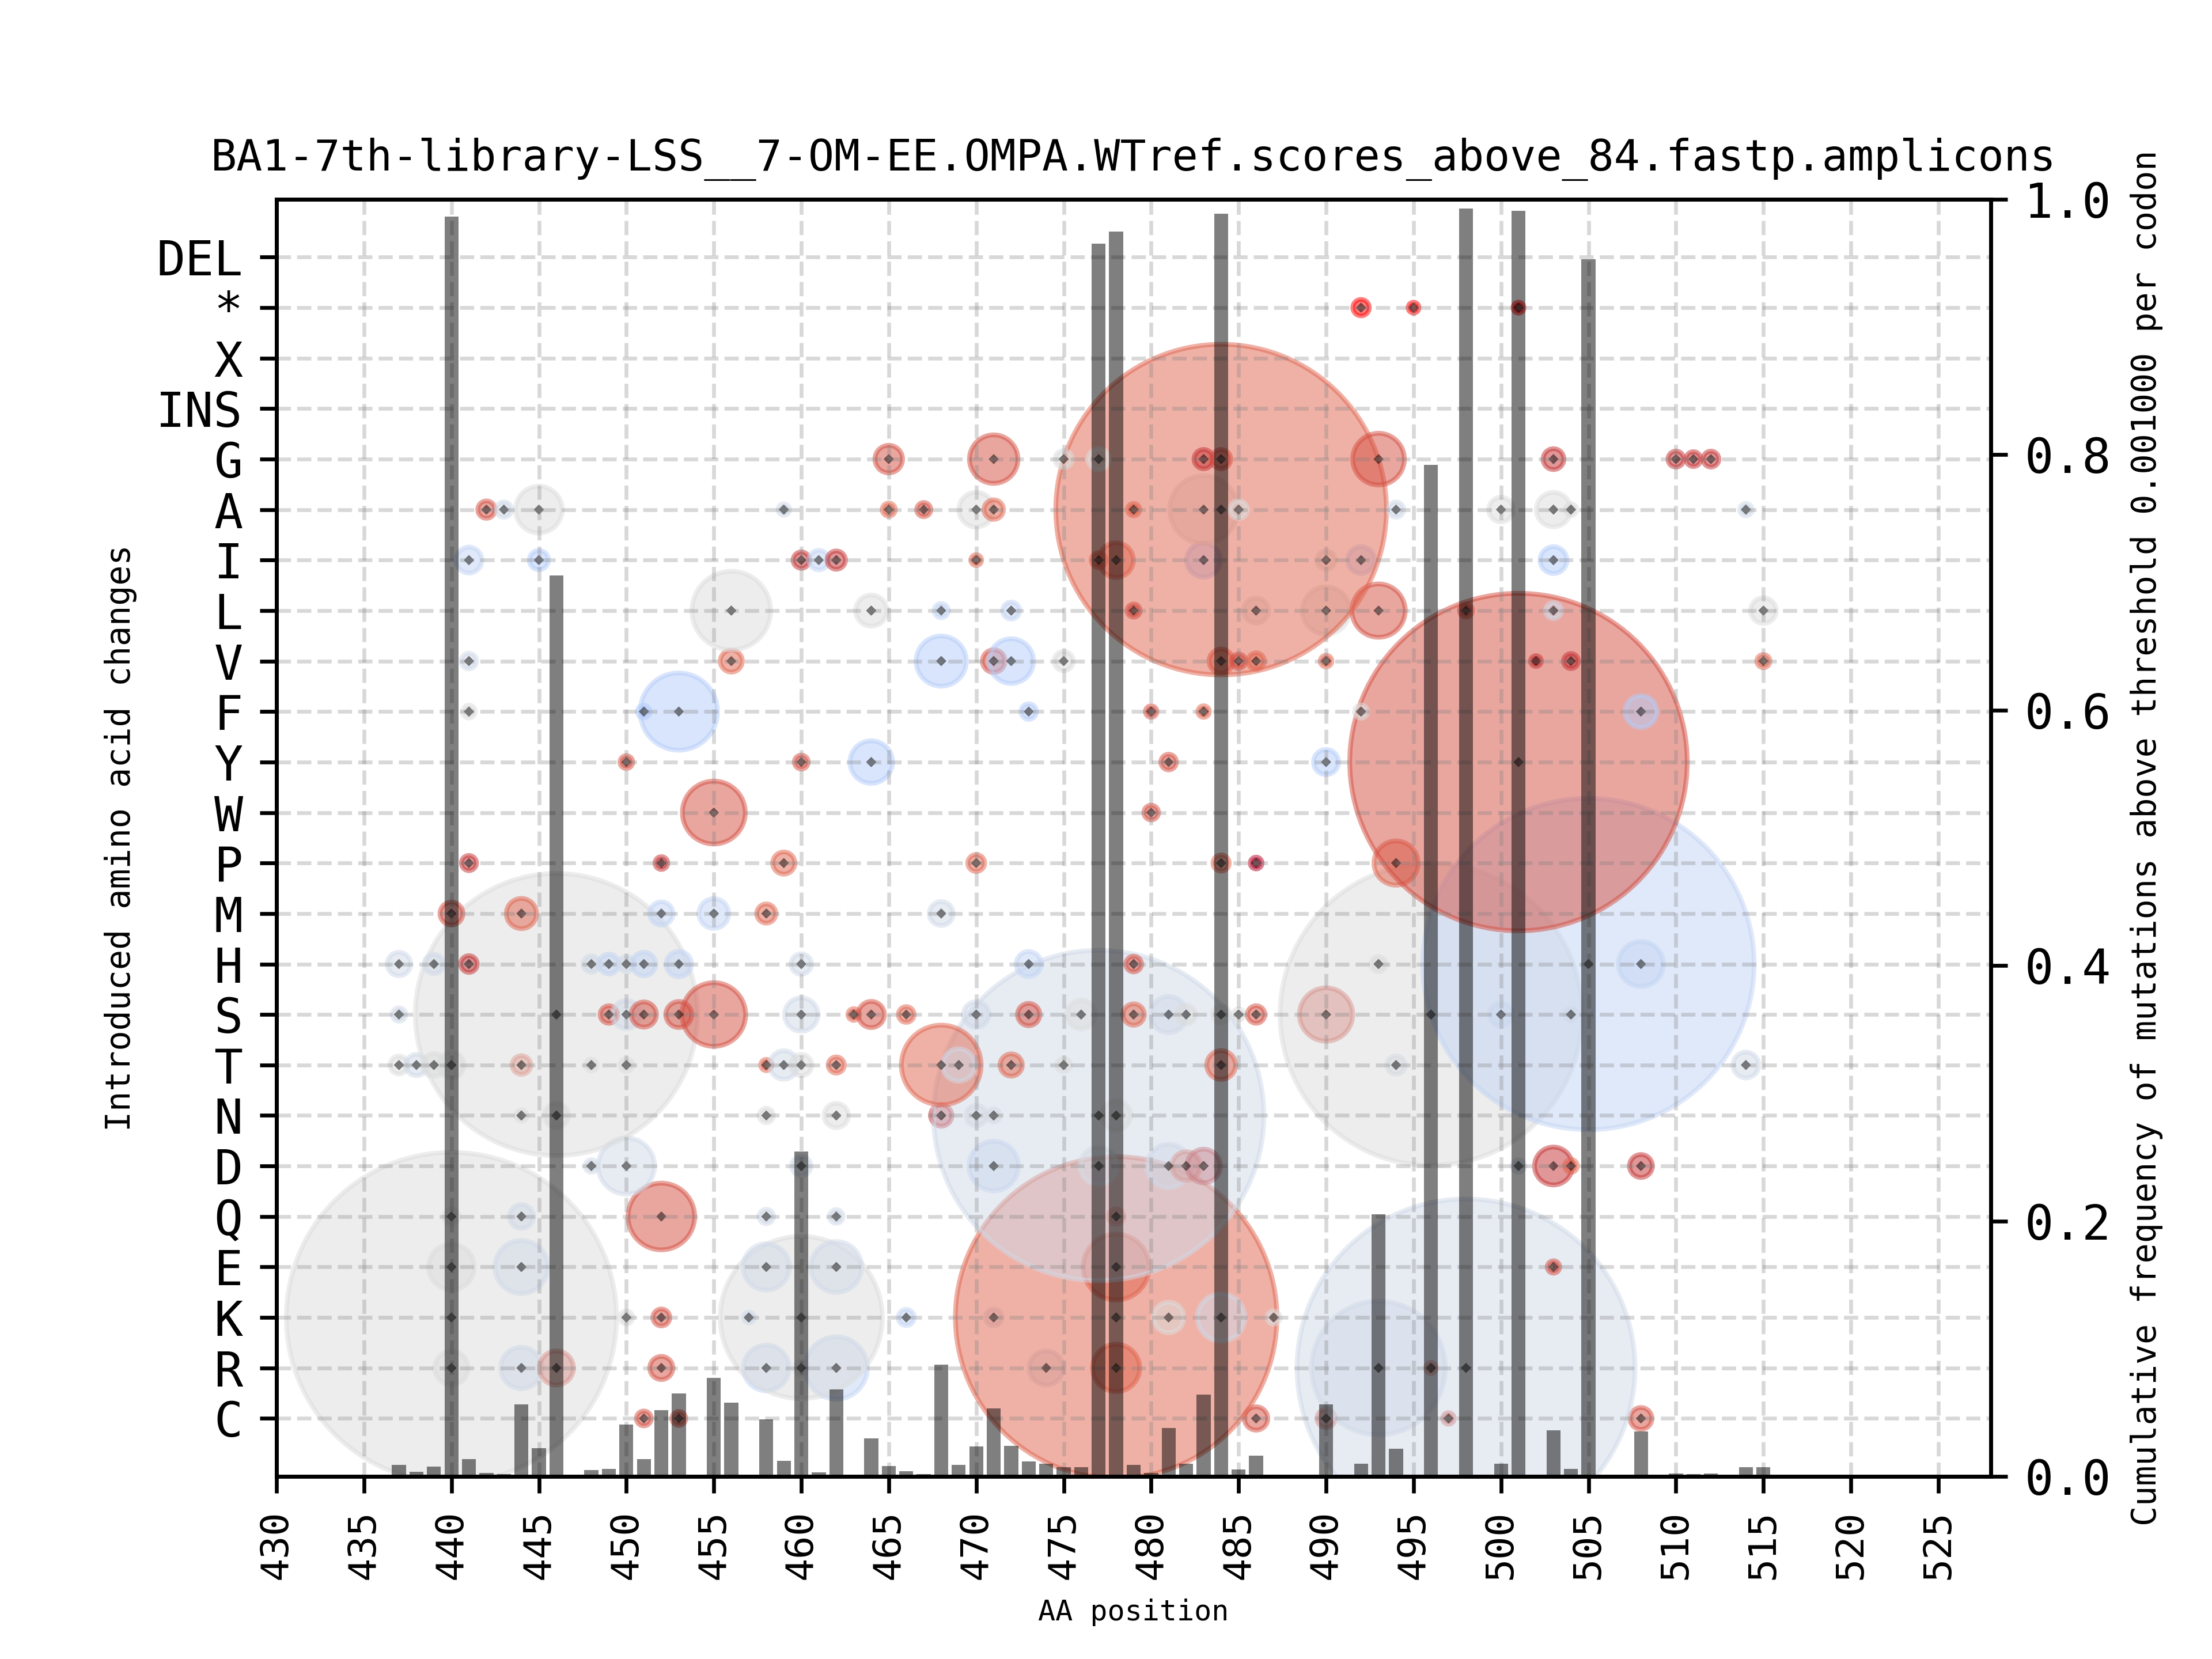 BA1-7th-library-LSS__7-OM-EE.OMPA.WTref.scores_above_84.fastp.amplicons
Introduced amino acid changes
DEL
*
X
INS
G
A
I
L
V
F
Y
W
P
M
H
S
T
N
D
Q
E
K
R
C
1.0
0.8
0.6
0.4
0.2
0.0
Cumulative frequency of mutations above threshold 0.001000 per codon
430 435 440 445 450 455 460 465 470 475 480 485 490 495 500 505 510 515 520 525
AA position